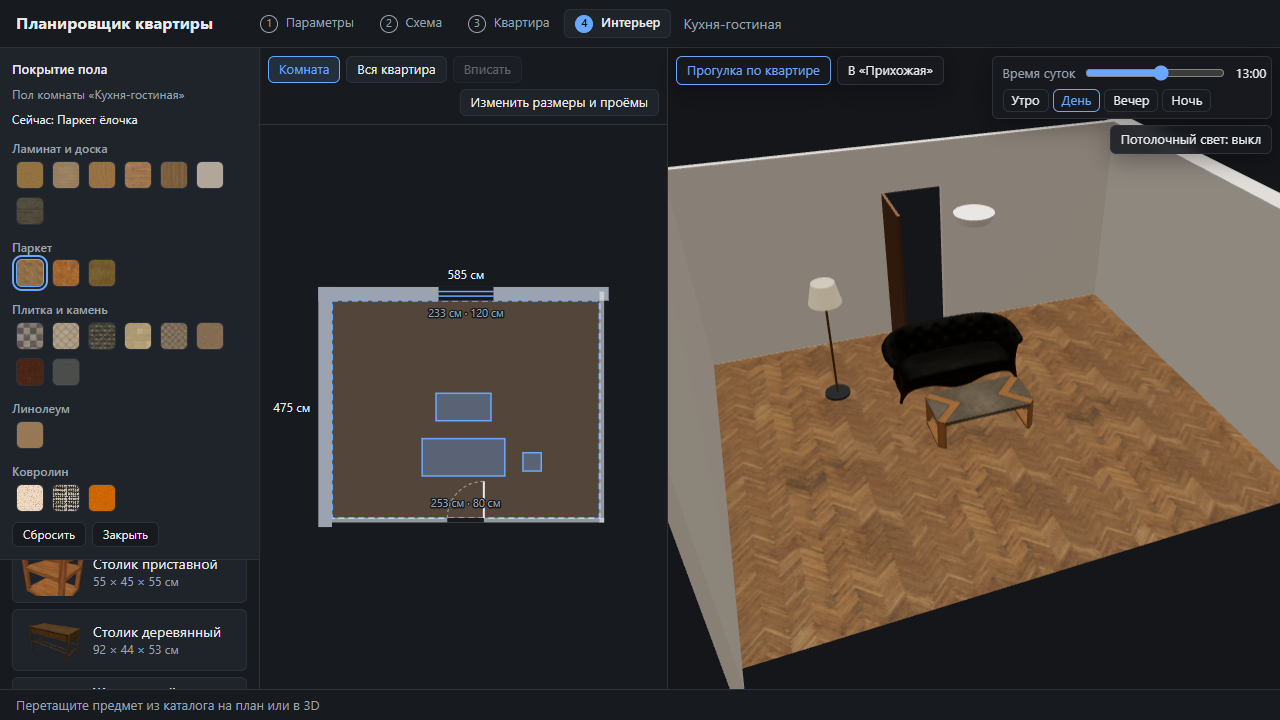 Планировщик квартиры
1 Параметры
2 Схема
3 Квартира
4 Интерьер
Кухня-гостиная
Покрытие пола
Пол комнаты «Кухня-гостиная»
Сейчас: Паркет ёлочка
Ламинат и доска
Паркет
Плитка и камень
Линолеум
Ковролин
Сбросить
Закрыть
Столик приставной
55 × 45 × 55 см
Столик деревянный
92 × 44 × 53 см
Комната
Вся квартира
Вписать
Изменить размеры и проёмы
585 см
233 см · 120 см
475 см
253 см · 80 см
Прогулка по квартире
В «Прихожая»
Время суток
13:00
Утро
День
Вечер
Ночь
Потолочный свет: выкл
Перетащите предмет из каталога на план или в 3D